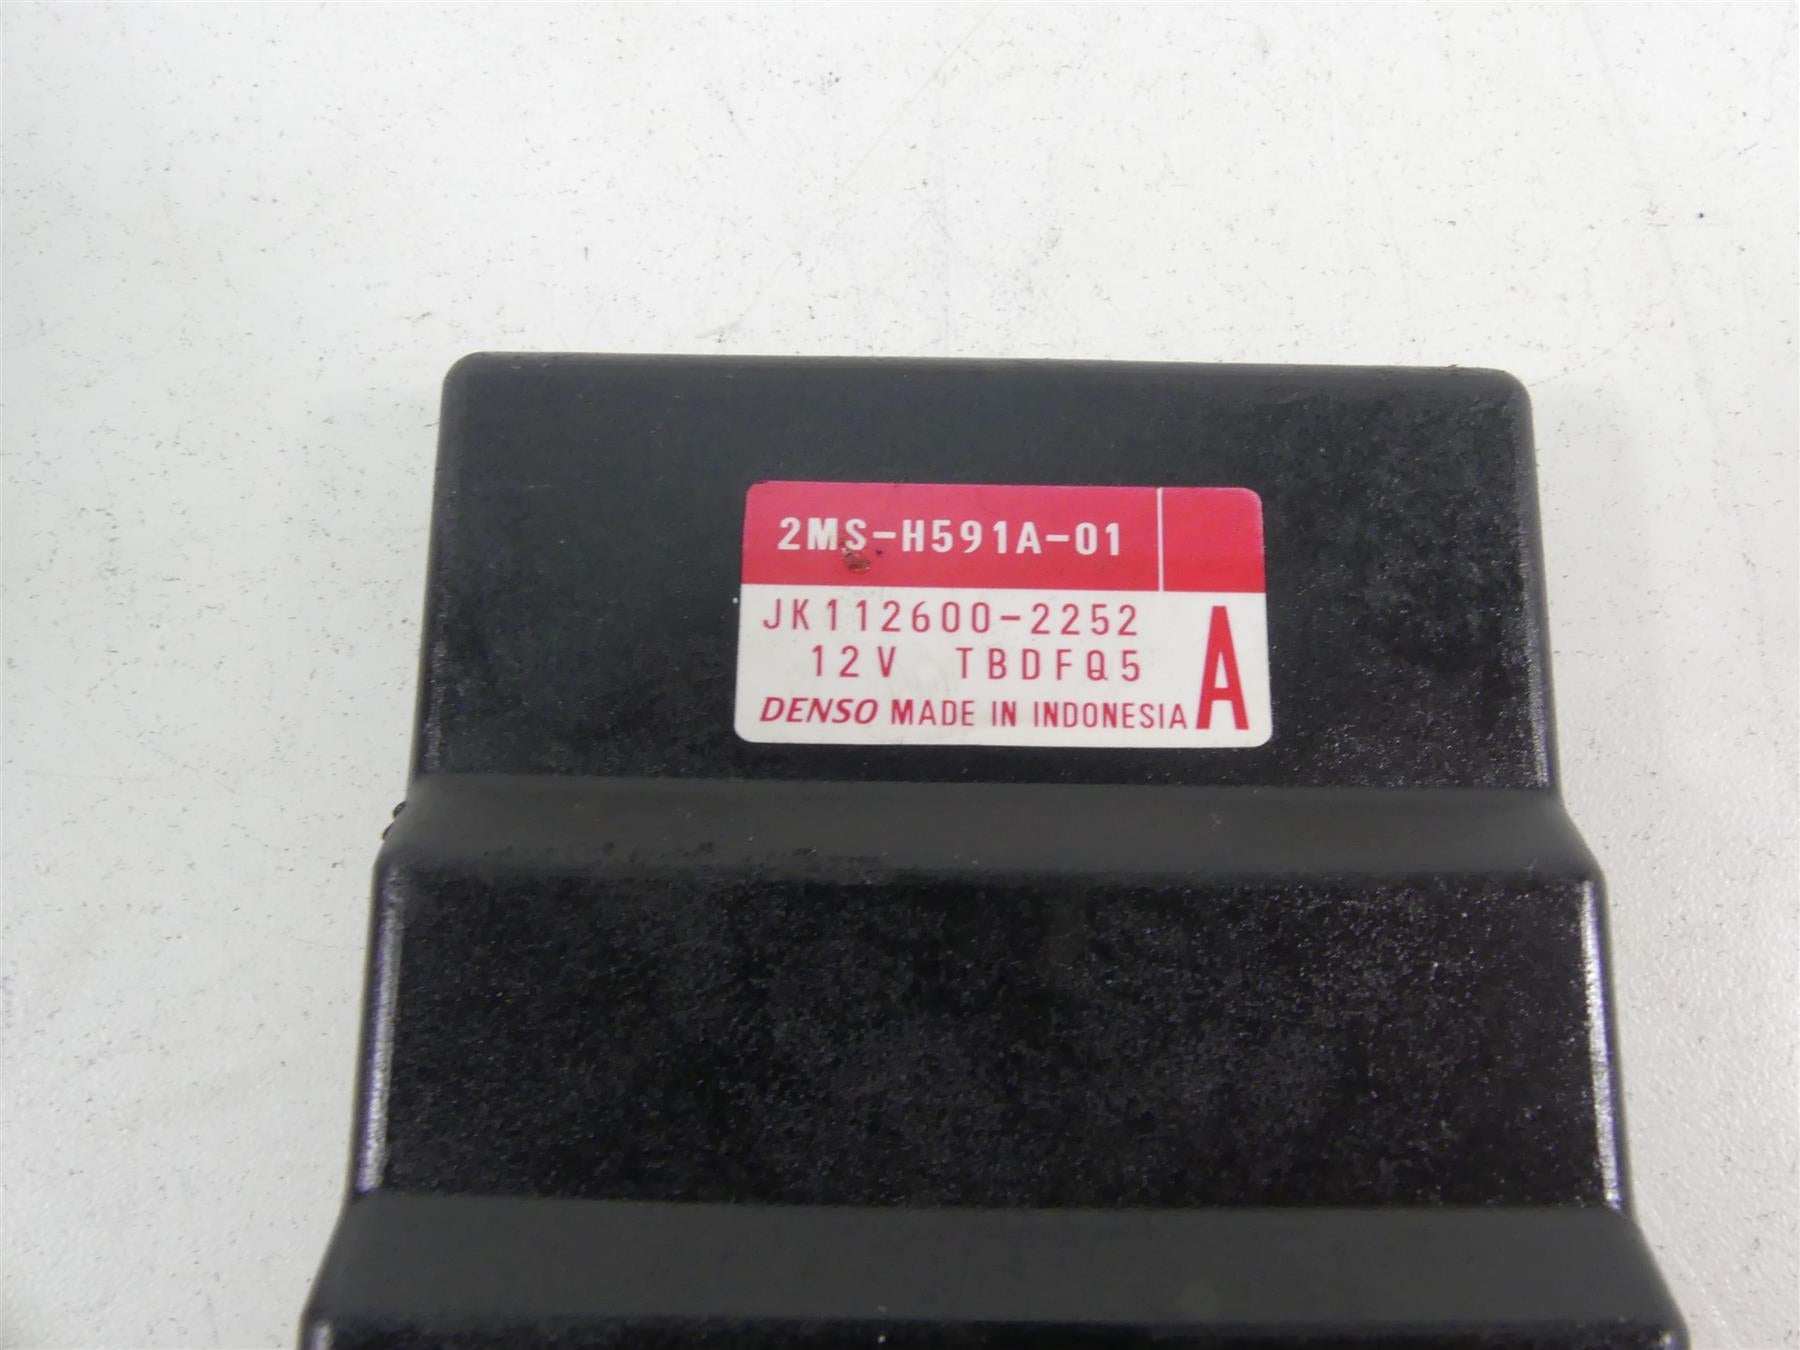 2MS-H591A-01
JK112600-2252
12V TBDFQ5
DENSO MADE IN INDONESIA
A